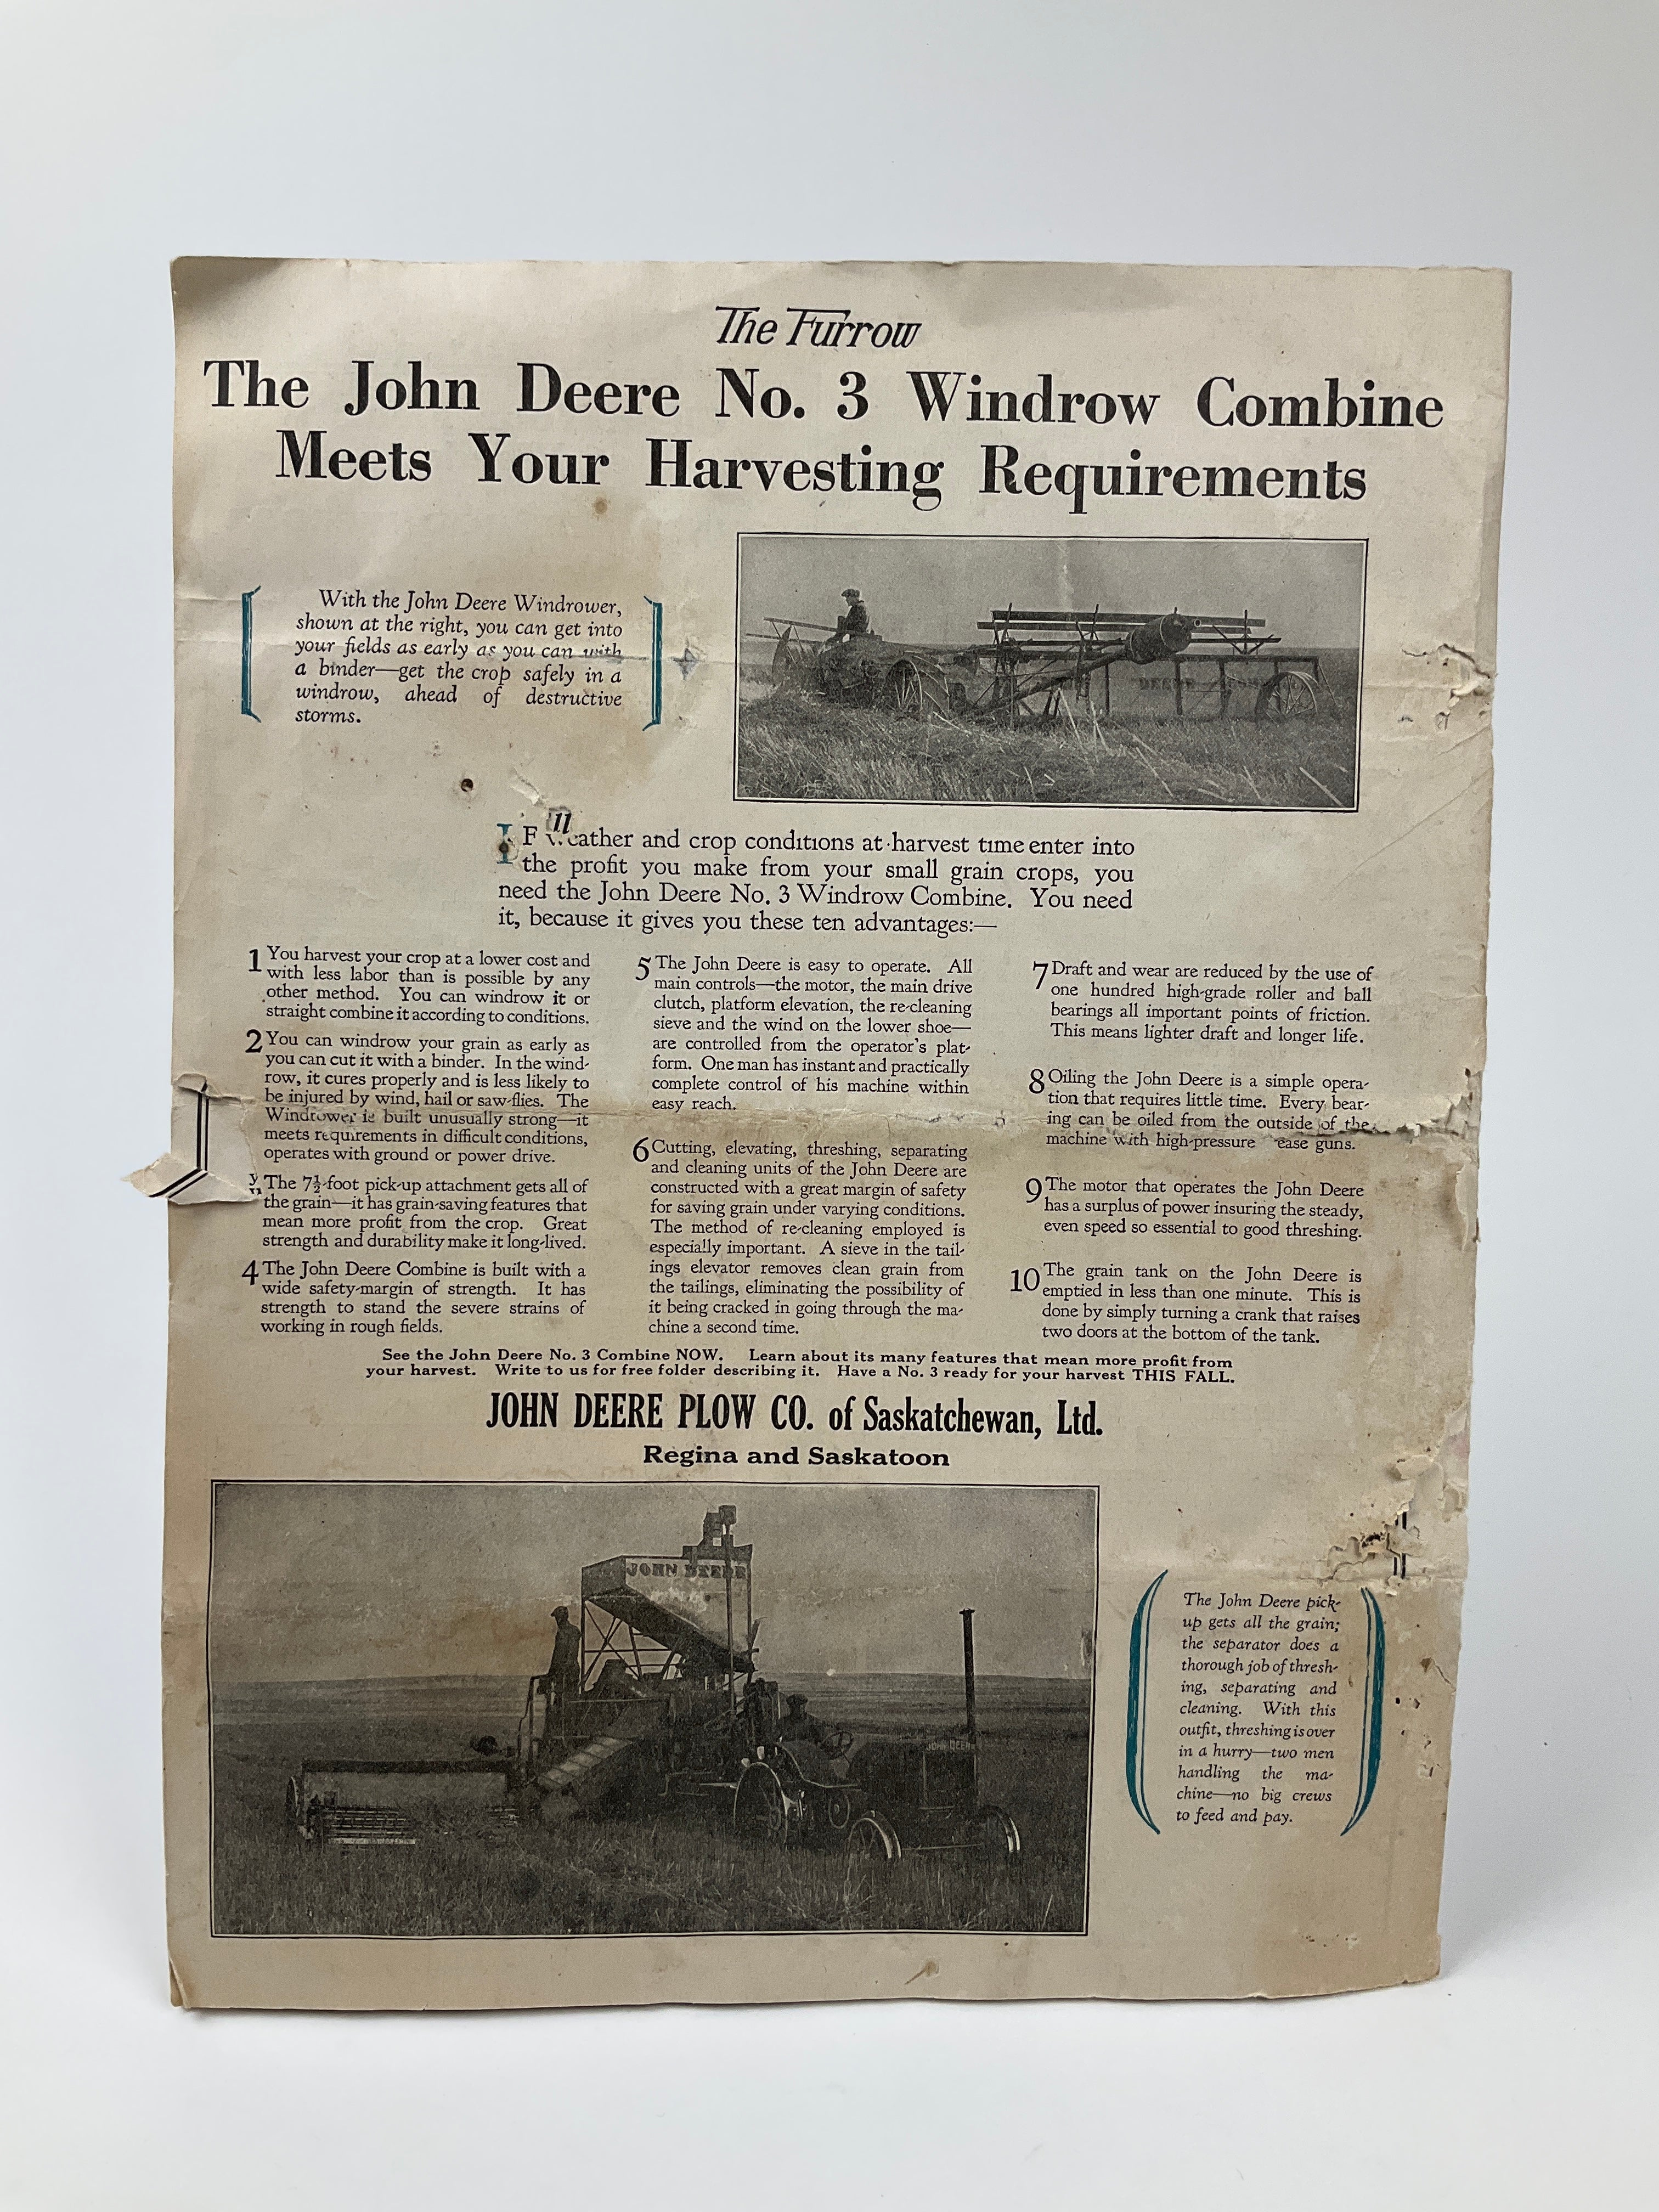 The Furrow
The John Deere No. 3 Windrow Combine
Meets Your Harvesting Requirements
With the John Deere Windrower,
shown at the right, you can get into
your fields as early as you can with
a binder—get the crop safely in a
windrow, ahead of destructive
storms.
IF weather and crop conditions at harvest time enter into
the profit you make from your small grain crops, you
need the John Deere No. 3 Windrow Combine. You need
it, because it gives you these ten advantages:—
1 You harvest your crop at a lower cost and
with less labor than is possible by any
other method. You can windrow it or
straight combine it according to conditions.
2 You can windrow your grain as early as
you can cut it with a binder. In the wind-
row, it cures properly and is less likely to
be injured by wind, hail or saw-flies. The
Windrower is built unusually strong—it
meets requirements in difficult conditions,
operates with ground or power drive.
The 7½-foot pick-up attachment gets all of
the grain—it has grain-saving features that
mean more profit from the crop. Great
strength and durability make it long-lived.
4 The John Deere Combine is built with a
wide safety-margin of strength. It has
strength to stand the severe strains of
working in rough fields.
5 The John Deere is easy to operate. All
main controls—the motor, the main drive
clutch, platform elevation, the re-cleaning
sieve and the wind on the lower shoe—
are controlled from the operator's plat-
form. One man has instant and practically
complete control of his machine within
easy reach.
6 Cutting, elevating, threshing, separating
and cleaning units of the John Deere are
constructed with a great margin of safety
for saving grain under varying conditions.
The method of re-cleaning employed is
especially important. A sieve in the tail-
ings elevator removes clean grain from
the tailings, eliminating the possibility of
it being cracked in going through the ma-
chine a second time.
7 Draft and wear are reduced by the use of
one hundred high-grade roller and ball
bearings all important points of friction.
This means lighter draft and longer life.
8 Oiling the John Deere is a simple opera-
tion that requires little time. Every bear-
ing can be oiled from the outside of the
machine with high-pressure ease guns.
9 The motor that operates the John Deere
has a surplus of power insuring the steady,
even speed so essential to good threshing.
10 The grain tank on the John Deere is
emptied in less than one minute. This is
done by simply turning a crank that raises
two doors at the bottom of the tank.
See the John Deere No. 3 Combine NOW. Learn about its many features that mean more profit from
your harvest. Write to us for free folder describing it. Have a No. 3 ready for your harvest THIS FALL.
JOHN DEERE PLOW CO. of Saskatchewan, Ltd.
Regina and Saskatoon
JOHN DEERE
JOHN DEERE
The John Deere pick-
up gets all the grain;
the separator does a
thorough job of thresh-
ing, separating and
cleaning. With this
outfit, threshing is over
in a hurry—two men
handling the ma-
chine—no big crews
to feed and pay.